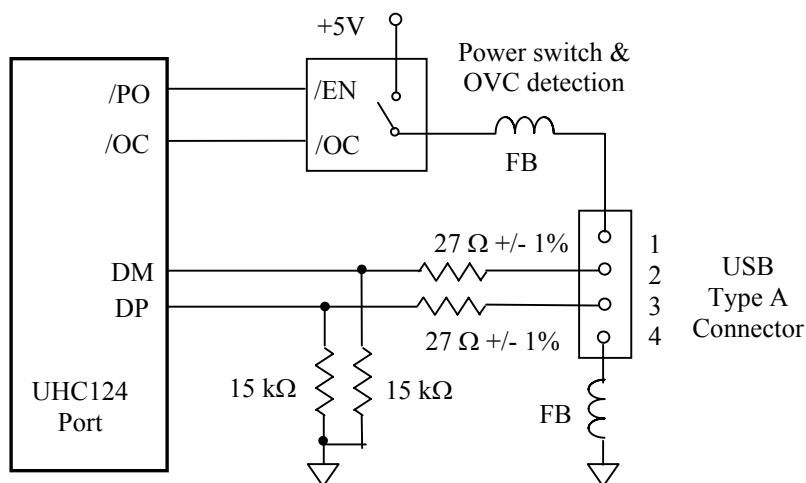 +5V
Power switch &
OVC detection
/PO
/EN
/OC
/OC
FB
27 Ω +/- 1%
1
2
3
4
DM
DP
USB
Type A
Connector
27 Ω +/- 1%
15 kΩ
15 kΩ
UHC124
Port
FB